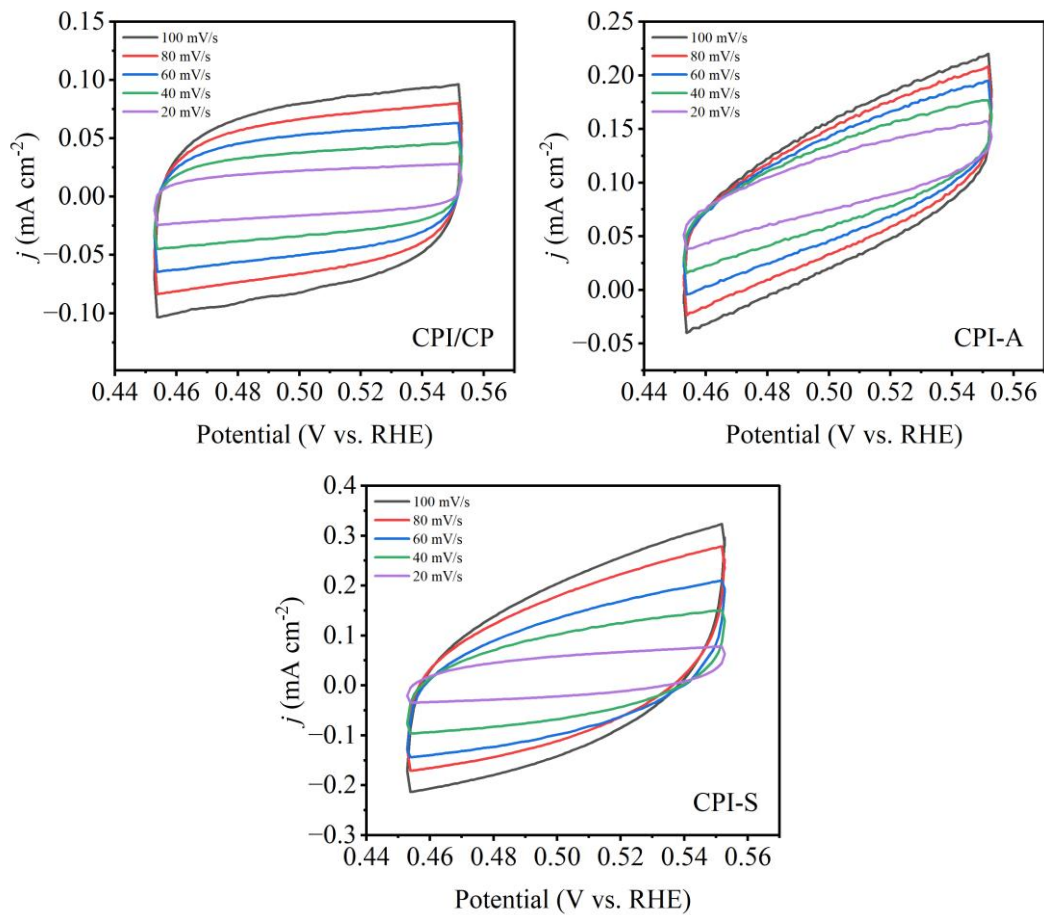 0.15
0.10
0.05
0.00
−0.05
−0.10
j (mA cm-2)
100 mV/s
80 mV/s
60 mV/s
40 mV/s
20 mV/s
CPI/CP
0.44 0.46 0.48 0.50 0.52 0.54 0.56
Potential (V vs. RHE)
0.25
0.20
0.15
0.10
0.05
0.00
−0.05
j (mA cm-2)
100 mV/s
80 mV/s
60 mV/s
40 mV/s
20 mV/s
CPI-A
0.44 0.46 0.48 0.50 0.52 0.54 0.56
Potential (V vs. RHE)
0.4
0.3
0.2
0.1
0.0
−0.1
−0.2
−0.3
j (mA cm-2)
100 mV/s
80 mV/s
60 mV/s
40 mV/s
20 mV/s
CPI-S
0.44 0.46 0.48 0.50 0.52 0.54 0.56
Potential (V vs. RHE)